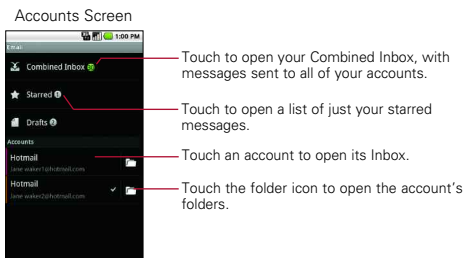 Accounts Screen
1:00 PM
Email
Combined Inbox
Touch to open your Combined Inbox, with
messages sent to all of your accounts.
Starred 1
Touch to open a list of just your starred
messages.
Drafts 2
Accounts
Hotmail
Jane.waker1@hotmail.com
Touch an account to open its Inbox.
Hotmail
Jane.waker2@hotmail.com
Touch the folder icon to open the account's
folders.